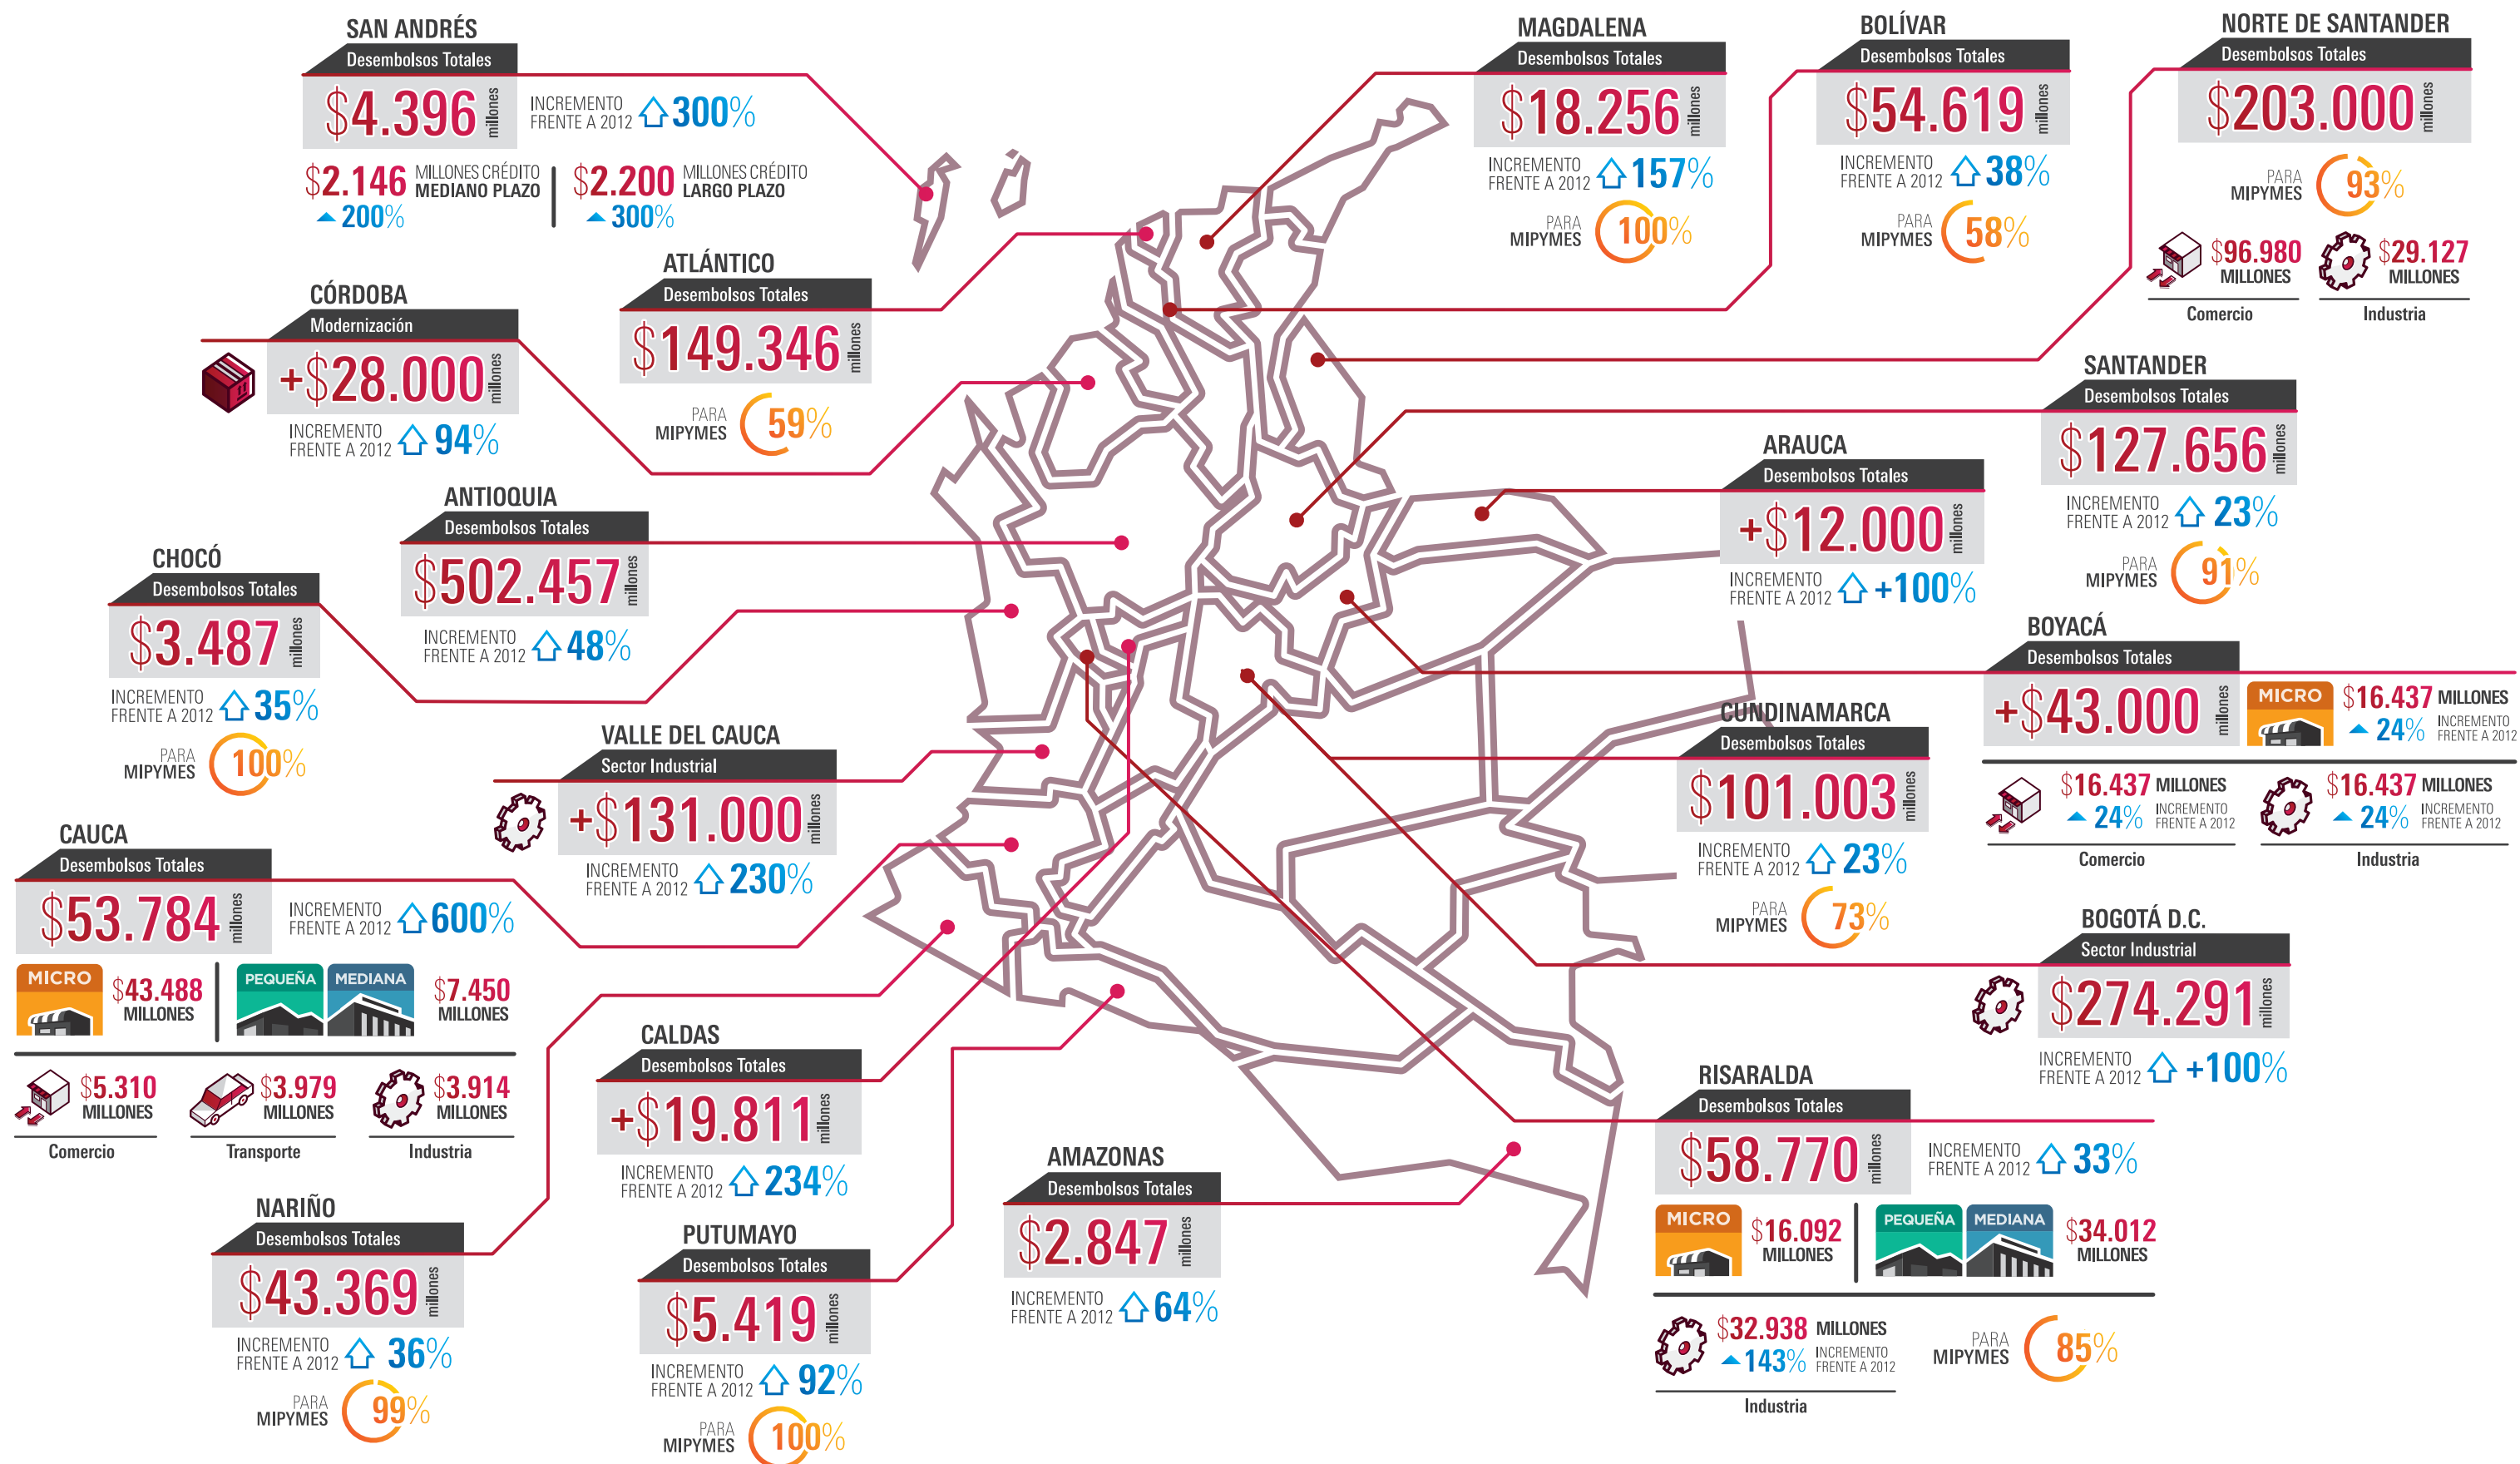 SAN ANDRÉS
Desembolsos Totales
$4.396 millones
INCREMENTO
FRENTE A 2012 300%
$2.146 MILLONES CRÉDITO
MEDIANO PLAZO
200%
$2.200 MILLONES CRÉDITO
LARGO PLAZO
300%
MAGDALENA
Desembolsos Totales
$18.256 millones
INCREMENTO
FRENTE A 2012 157%
PARA
MIPYMES 100%
BOLÍVAR
Desembolsos Totales
$54.619 millones
INCREMENTO
FRENTE A 2012 38%
PARA
MIPYMES 58%
NORTE DE SANTANDER
Desembolsos Totales
$203.000 millones
PARA
MIPYMES 93%
$96.980
MILLONES
Comercio
$29.127
MILLONES
Industria
ATLÁNTICO
Desembolsos Totales
$149.346 millones
PARA
MIPYMES 59%
CÓRDOBA
Modernización
+$28.000 millones
INCREMENTO
FRENTE A 2012 94%
SANTANDER
Desembolsos Totales
$127.656 millones
INCREMENTO
FRENTE A 2012 23%
PARA
MIPYMES 91%
ARAUCA
Desembolsos Totales
+$12.000 millones
INCREMENTO
FRENTE A 2012 +100%
ANTIOQUIA
Desembolsos Totales
$502.457 millones
INCREMENTO
FRENTE A 2012 48%
CHOCÓ
Desembolsos Totales
$3.487 millones
INCREMENTO
FRENTE A 2012 35%
PARA
MIPYMES 100%
BOYACÁ
Desembolsos Totales
+$43.000 millones
MICRO
$16.437 MILLONES
24% INCREMENTO
FRENTE A 2012
$16.437 MILLONES
24% INCREMENTO
FRENTE A 2012
Comercio
$16.437 MILLONES
24% INCREMENTO
FRENTE A 2012
Industria
CUNDINAMARCA
Desembolsos Totales
$101.003 millones
INCREMENTO
FRENTE A 2012 23%
PARA
MIPYMES 73%
VALLE DEL CAUCA
Sector Industrial
+$131.000 millones
INCREMENTO
FRENTE A 2012 230%
CAUCA
Desembolsos Totales
$53.784 millones
INCREMENTO
FRENTE A 2012 600%
MICRO
$43.488
MILLONES
PEQUEÑA MEDIANA
$7.450
MILLONES
$5.310
MILLONES
Comercio
$3.979
MILLONES
Transporte
$3.914
MILLONES
Industria
BOGOTÁ D.C.
Sector Industrial
$274.291 millones
INCREMENTO
FRENTE A 2012 +100%
CALDAS
Desembolsos Totales
+$19.811 millones
INCREMENTO
FRENTE A 2012 234%
RISARALDA
Desembolsos Totales
$58.770 millones
INCREMENTO
FRENTE A 2012 33%
MICRO
$16.092
MILLONES
PEQUEÑA MEDIANA
$34.012
MILLONES
$32.938 MILLONES
143% INCREMENTO
FRENTE A 2012
Industria
PARA
MIPYMES 85%
AMAZONAS
Desembolsos Totales
$2.847 millones
INCREMENTO
FRENTE A 2012 64%
NARIÑO
Desembolsos Totales
$43.369 millones
INCREMENTO
FRENTE A 2012 36%
PARA
MIPYMES 99%
PUTUMAYO
Desembolsos Totales
$5.419 millones
INCREMENTO
FRENTE A 2012 92%
PARA
MIPYMES 100%